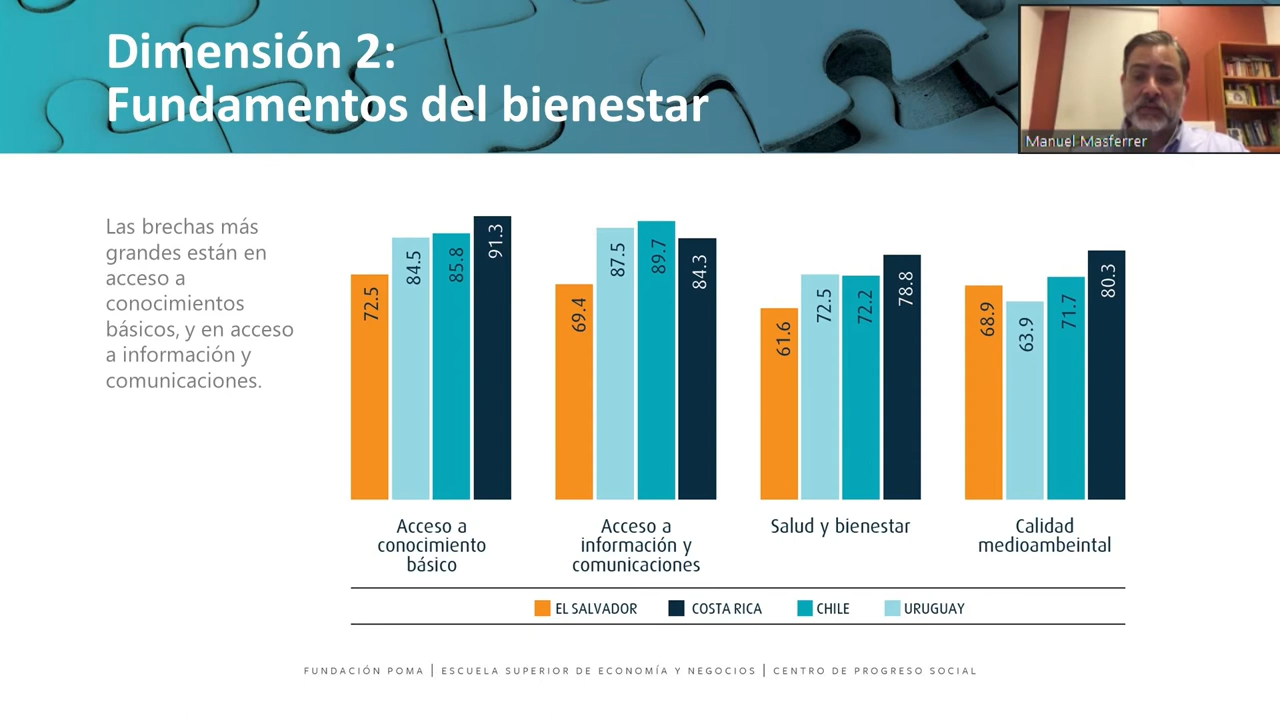 Dimensión 2:
Fundamentos del bienestar
Manuel Masferrer
Las brechas más
grandes están en
acceso a
conocimientos
básicos, y en acceso
a información y
comunicaciones.
72.5
84.5
85.8
91.3
69.4
87.5
89.7
84.3
61.6
72.5
72.2
78.8
68.9
63.9
71.7
80.3
Acceso a
conocimiento
básico
Acceso a
información y
comunicaciones
Salud y bienestar
Calidad
medioambeintal
EL SALVADOR COSTA RICA CHILE URUGUAY
FUNDACIÓN POMA | ESCUELA SUPERIOR DE ECONOMÍA Y NEGOCIOS | CENTRO DE PROGRESO SOCIAL